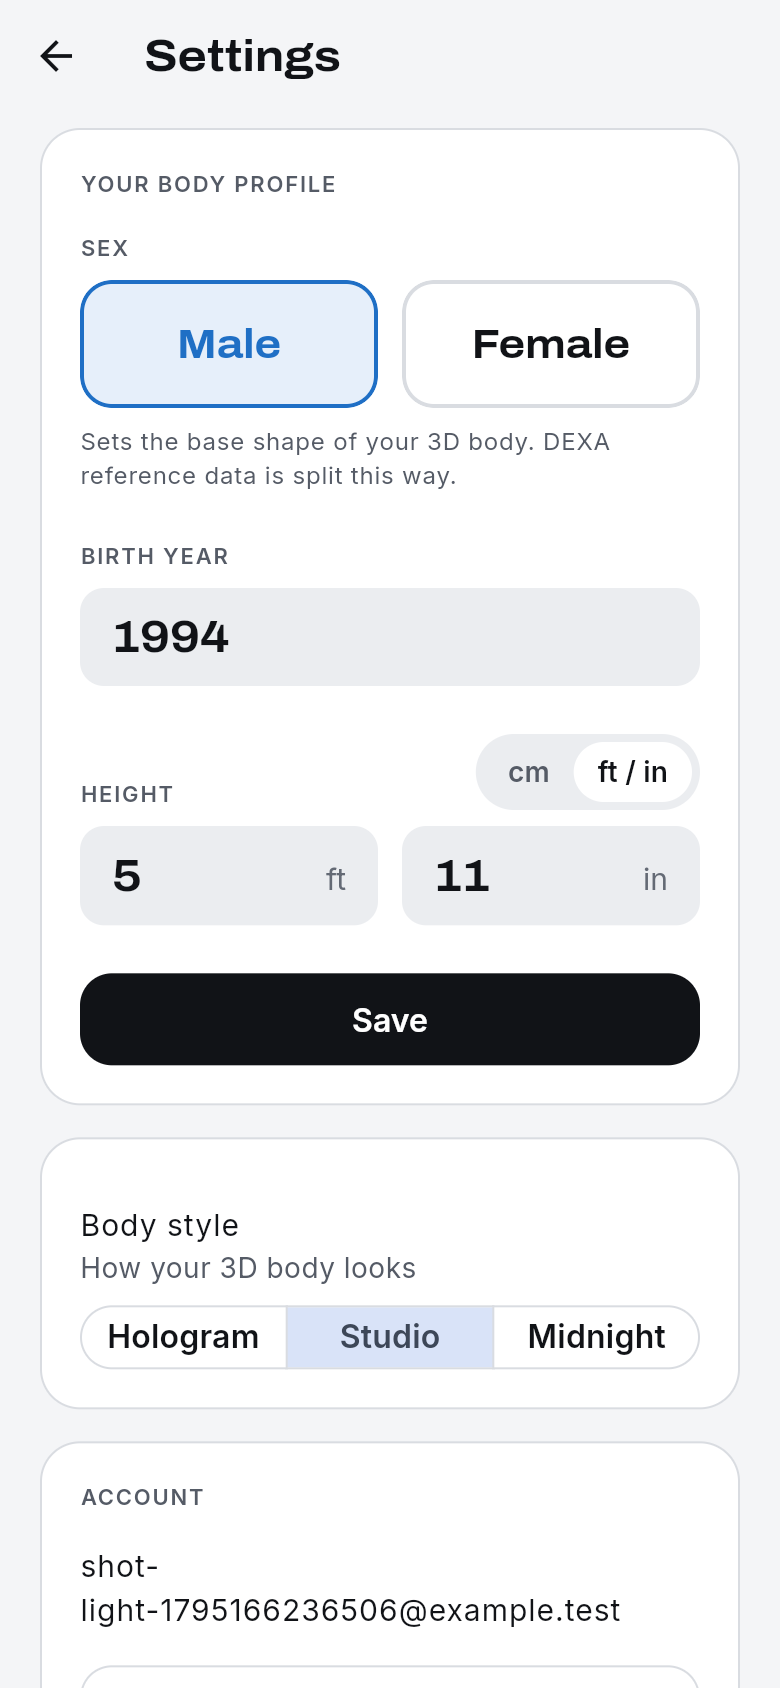 Settings
YOUR BODY PROFILE
SEX
Male
Female
Sets the base shape of your 3D body. DEXA
reference data is split this way.
BIRTH YEAR
1994
cm
ft / in
HEIGHT
5 ft
11 in
Save
Body style
How your 3D body looks
Hologram
Studio
Midnight
ACCOUNT
shot-
light-1795166236506@example.test